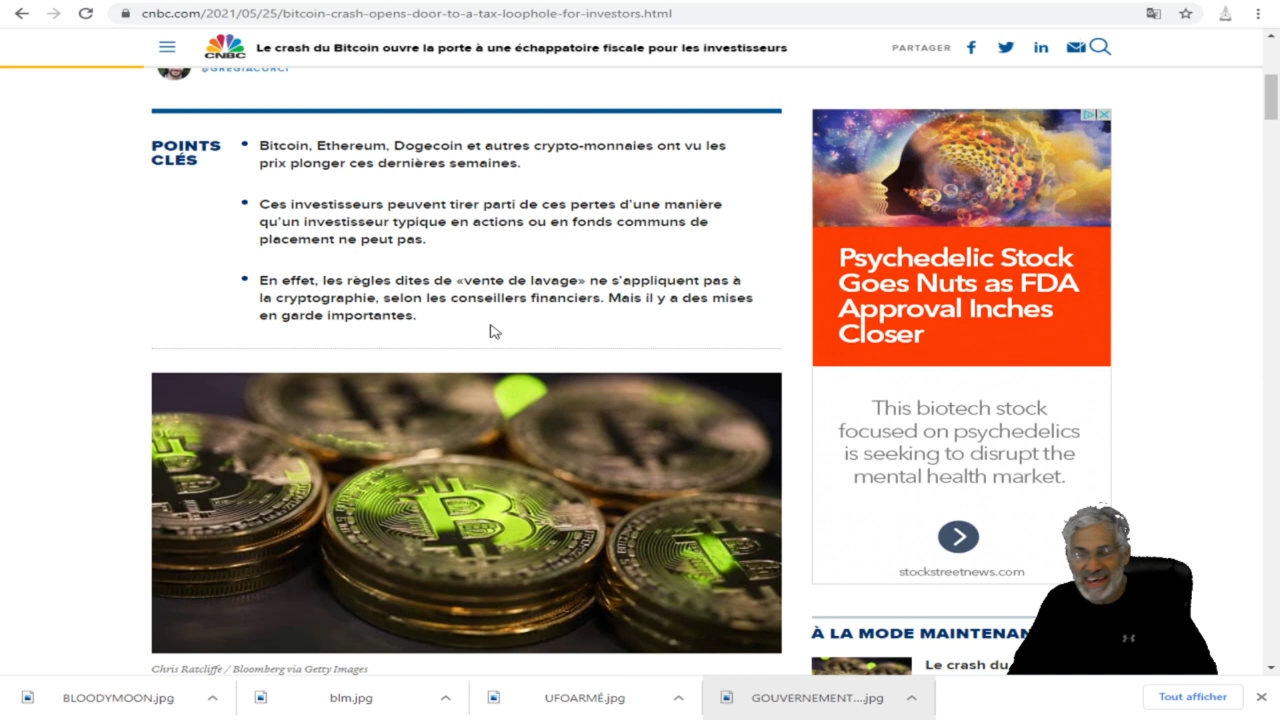 cnbc.com/2021/05/25/bitcoin-crash-opens-door-to-a-tax-loophole-for-investors.html
CNBC
Le crash du Bitcoin ouvre la porte à une échappatoire fiscale pour les investisseurs
PARTAGER
@GREGIACURCI
POINTS
CLÉS
Bitcoin, Ethereum, Dogecoin et autres crypto-monnaies ont vu les
prix plonger ces dernières semaines.
Ces investisseurs peuvent tirer parti de ces pertes d'une manière
qu'un investisseur typique en actions ou en fonds communs de
placement ne peut pas.
En effet, les règles dites de «vente de lavage» ne s'appliquent pas à
la cryptographie, selon les conseillers financiers. Mais il y a des mises
en garde importantes.
Chris Ratcliffe / Bloomberg via Getty Images
Psychedelic Stock
Goes Nuts as FDA
Approval Inches
Closer
This biotech stock
focused on psychedelics
is seeking to disrupt the
mental health market.
stockstreetnews.com
À LA MODE MAINTENAN
Le crash du
BLOODYMOON.jpg
blm.jpg
UFOARMÉ.jpg
GOUVERNEMENT....jpg
Tout afficher